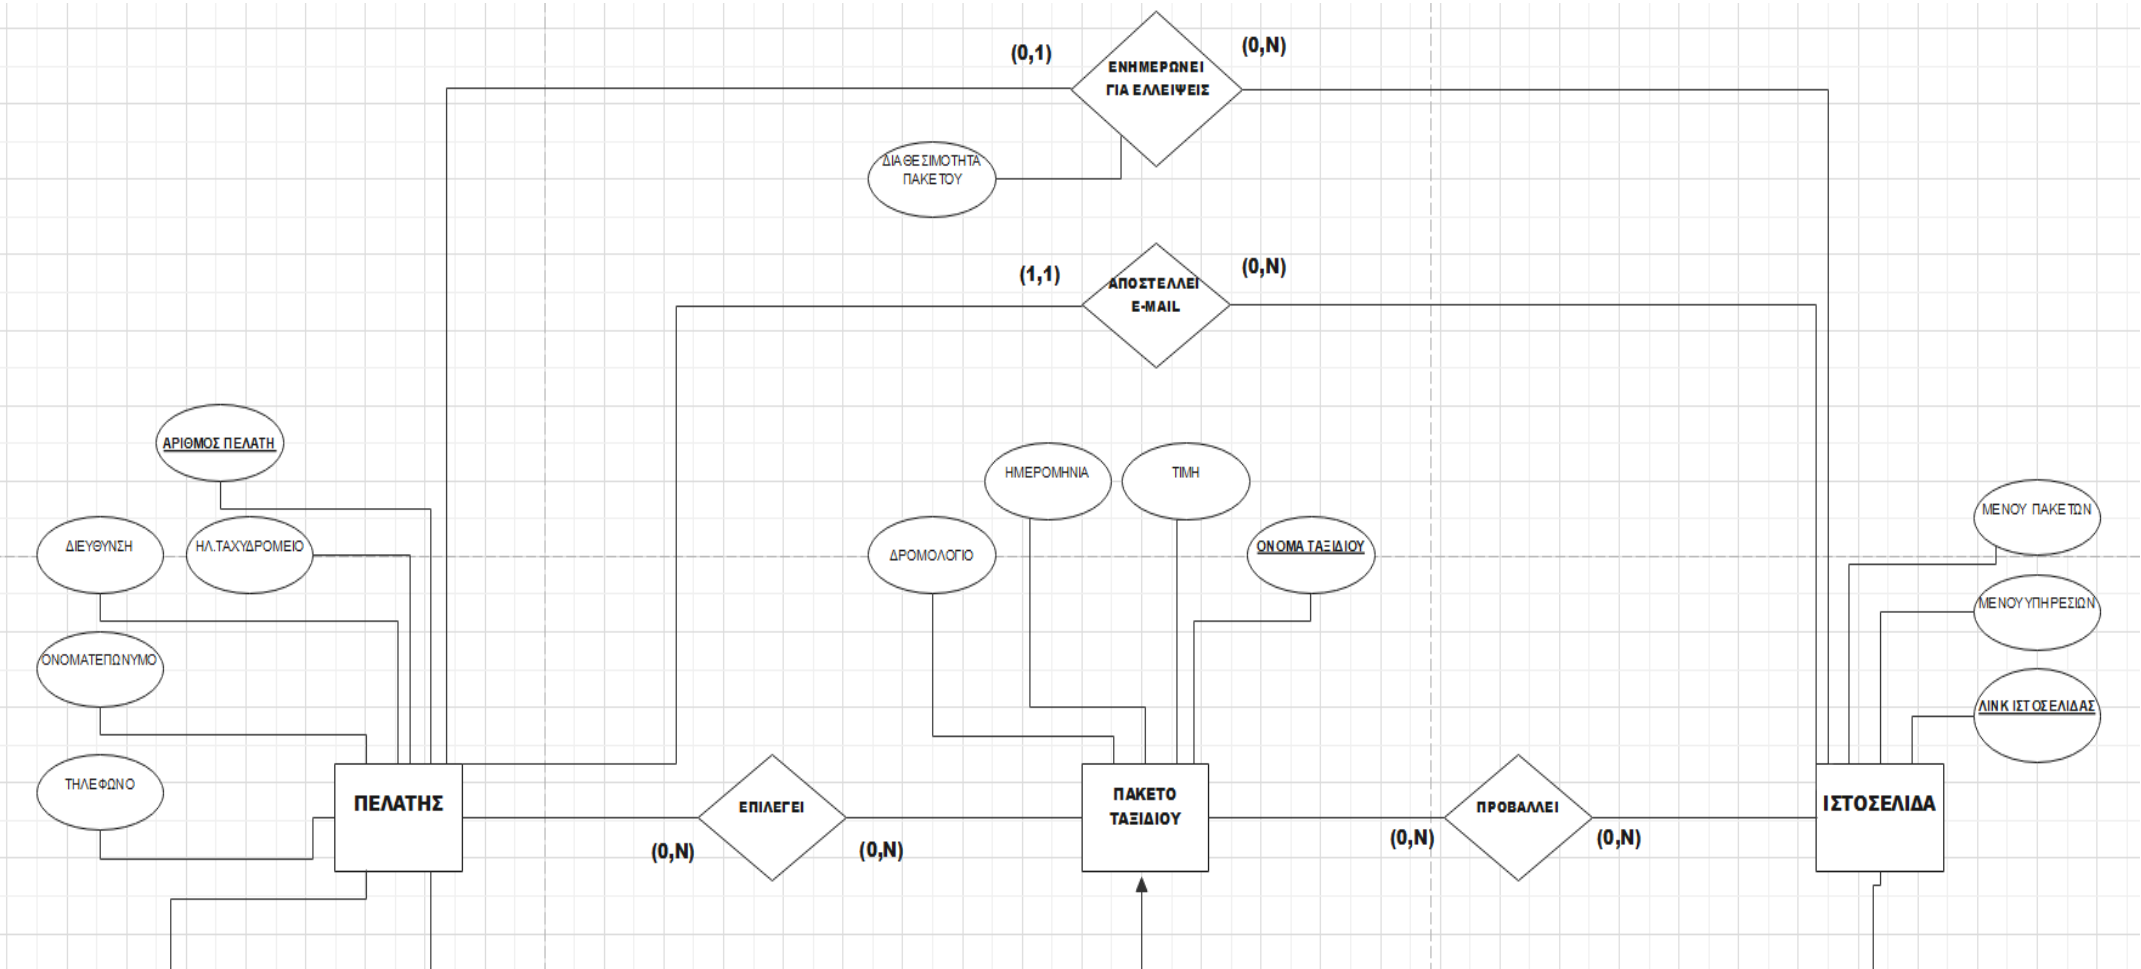 (0,1)
ΕΝΗΜΕΡΩΝΕΙ
ΓΙΑ ΕΛΛΕΙΨΕΙΣ
(0,N)
ΔΙΑΘΕΣΙΜΟΤΗΤΑ
ΠΑΚΕΤΟΥ
(1,1)
ΑΠΟΣΤΕΛΛΕΙ
E-MAIL
(0,N)
ΑΡΙΘΜΟΣ ΠΕΛΑΤΗ
ΔΙΕΥΘΥΝΣΗ
ΗΛ.ΤΑΧΥΔΡΟΜΕΙΟ
ΟΝΟΜΑΤΕΠΩΝΥΜΟ
ΤΗΛΕΦΩΝΟ
ΠΕΛΑΤΗΣ
ΕΠΙΛΕΓΕΙ
(0,N)
(0,N)
ΔΡΟΜΟΛΟΓΙΟ
ΗΜΕΡΟΜΗΝΙΑ
ΤΙΜΗ
ΟΝΟΜΑ ΤΑΞΙΔΙΟΥ
ΠΑΚΕΤΟ
ΤΑΞΙΔΙΟΥ
ΠΡΟΒΑΛΛΕΙ
(0,N)
(0,N)
ΜΕΝΟΥ ΠΑΚΕΤΩΝ
ΜΕΝΟΥ ΥΠΗΡΕΣΙΩΝ
ΛINK ΙΣΤΟΣΕΛΙΔΑΣ
ΙΣΤΟΣΕΛΙΔΑ